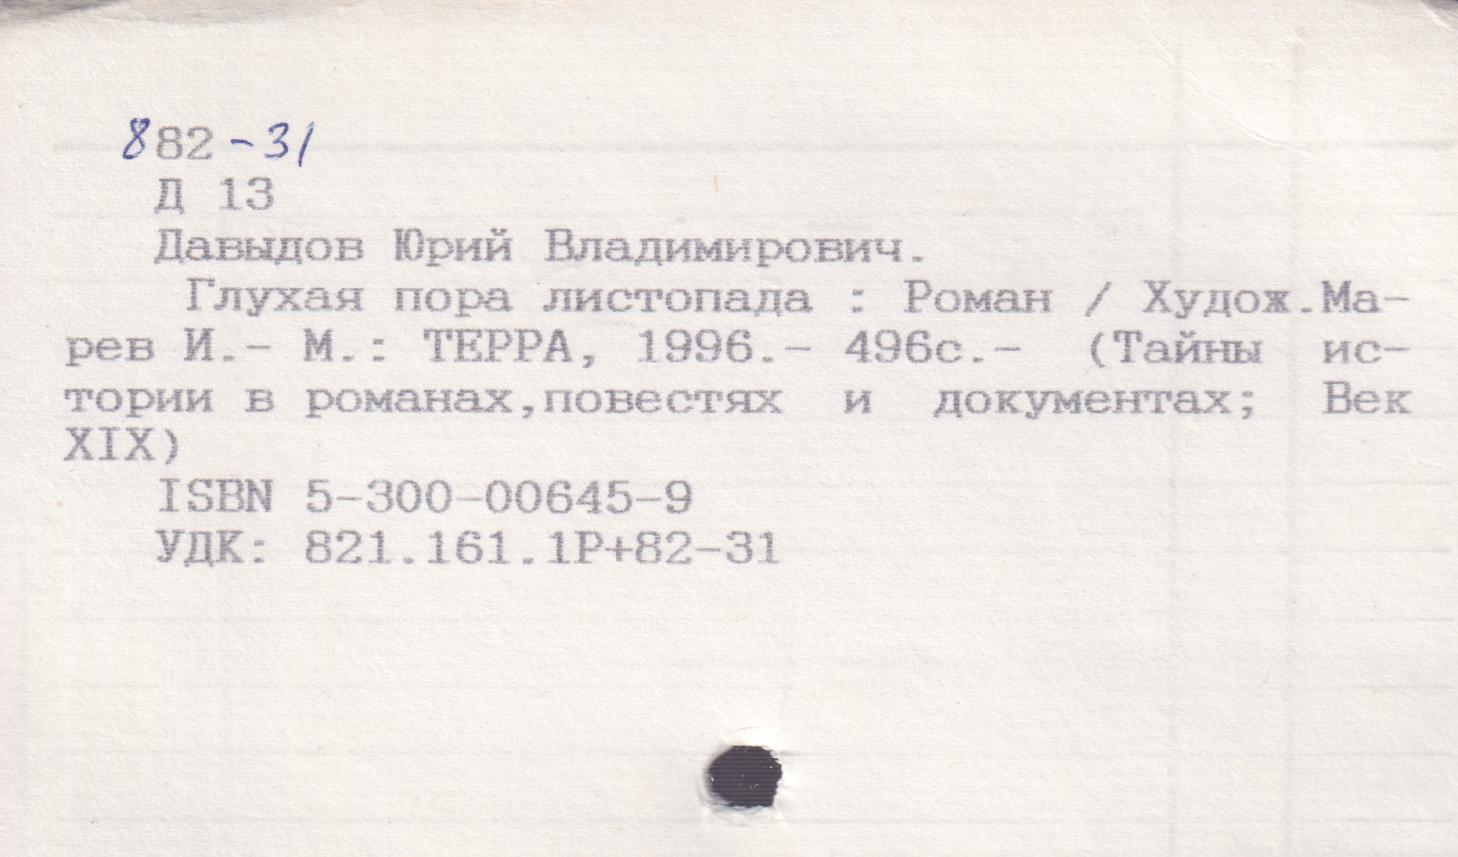 882-31
Д 13
Давыдов Юрий Владимирович.
Глухая пора листопада : Роман / Худож.Ма-
рев И.- М.: ТЕРРА, 1996.- 496с.- (Тайны ис-
тории в романах,повестях и документах; Век
XIX)
ISBN 5-300-00645-9
УДК: 821.161.1Р+82-31